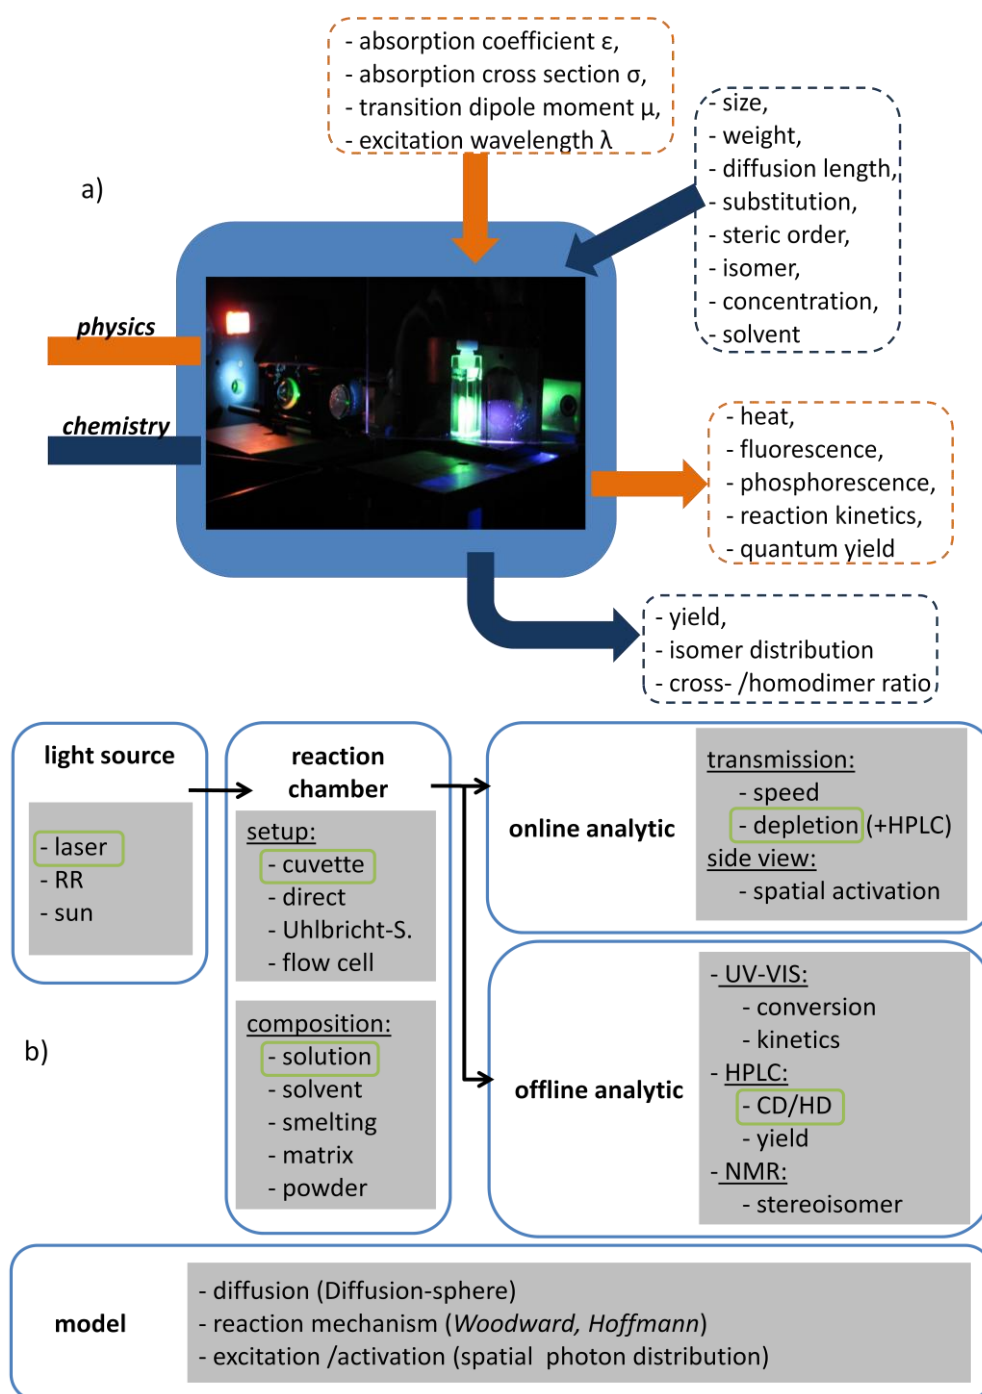 - absorption coefficient ε,
- absorption cross section σ,
- transition dipole moment μ,
- excitation wavelength λ
- size,
- weight,
- diffusion length,
- substitution,
- steric order,
- isomer,
- concentration,
- solvent
a)
physics
chemistry
- heat,
- fluorescence,
- phosphorescence,
- reaction kinetics,
- quantum yield
- yield,
- isomer distribution
- cross- /homodimer ratio
b)
light source
- laser
- RR
- sun
reaction
chamber
setup:
- cuvette
- direct
- Uhlbricht-S.
- flow cell
composition:
- solution
- solvent
- smelting
- matrix
- powder
online analytic
transmission:
- speed
- depletion (+HPLC)
side view:
- spatial activation
offline analytic
- UV-VIS:
- conversion
- kinetics
- HPLC:
- CD/HD
- yield
- NMR:
- stereoisomer
model
- diffusion (Diffusion-sphere)
- reaction mechanism (Woodward, Hoffmann)
- excitation /activation (spatial photon distribution)